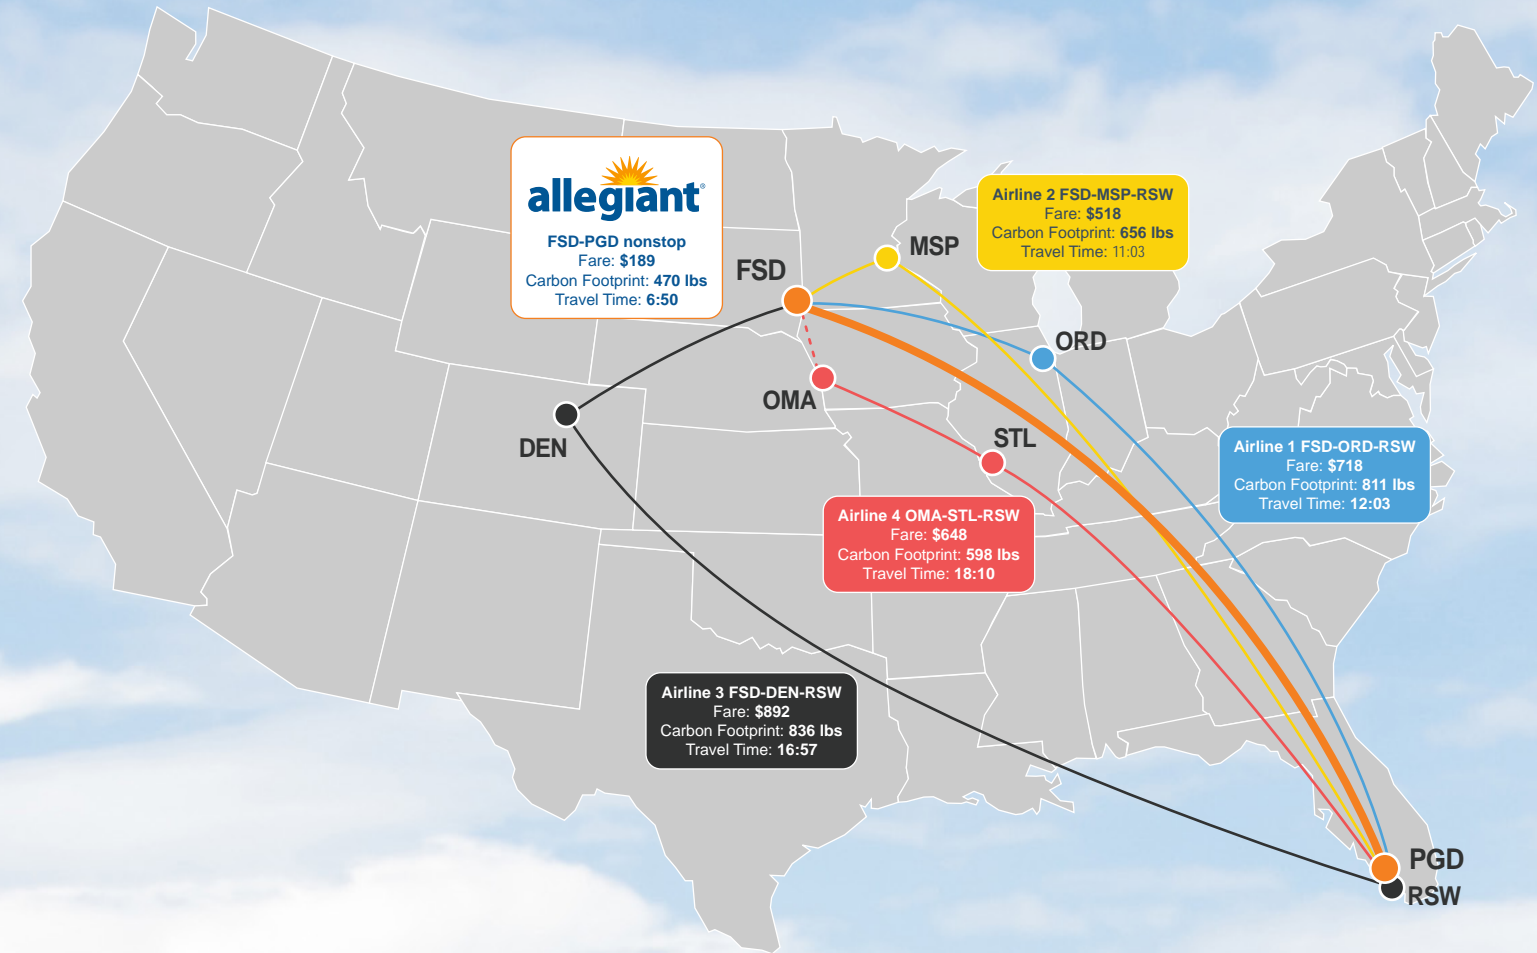 allegiant®
FSD-PGD nonstop
Fare: $189
Carbon Footprint: 470 lbs
Travel Time: 6:50
Airline 2 FSD-MSP-RSW
Fare: $518
Carbon Footprint: 656 lbs
Travel Time: 11:03
MSP
FSD
ORD
OMA
DEN
STL
Airline 1 FSD-ORD-RSW
Fare: $718
Carbon Footprint: 811 lbs
Travel Time: 12:03
Airline 4 OMA-STL-RSW
Fare: $648
Carbon Footprint: 598 lbs
Travel Time: 18:10
Airline 3 FSD-DEN-RSW
Fare: $892
Carbon Footprint: 836 lbs
Travel Time: 16:57
PGD
RSW